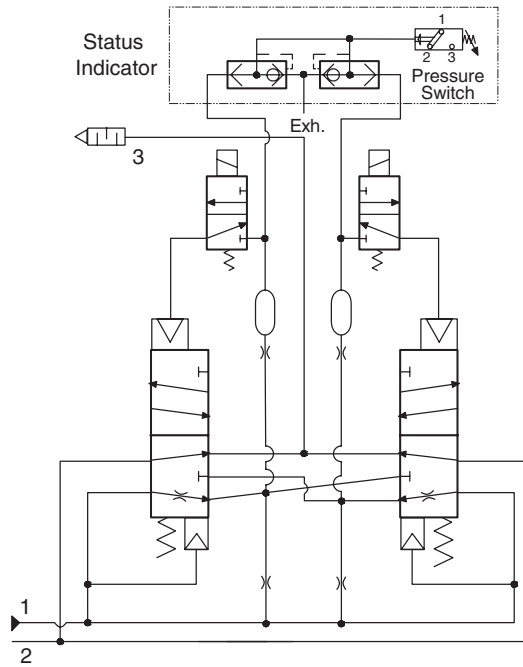 Status
Indicator
1
2 3
Pressure
Switch
Exh.
3
1
2